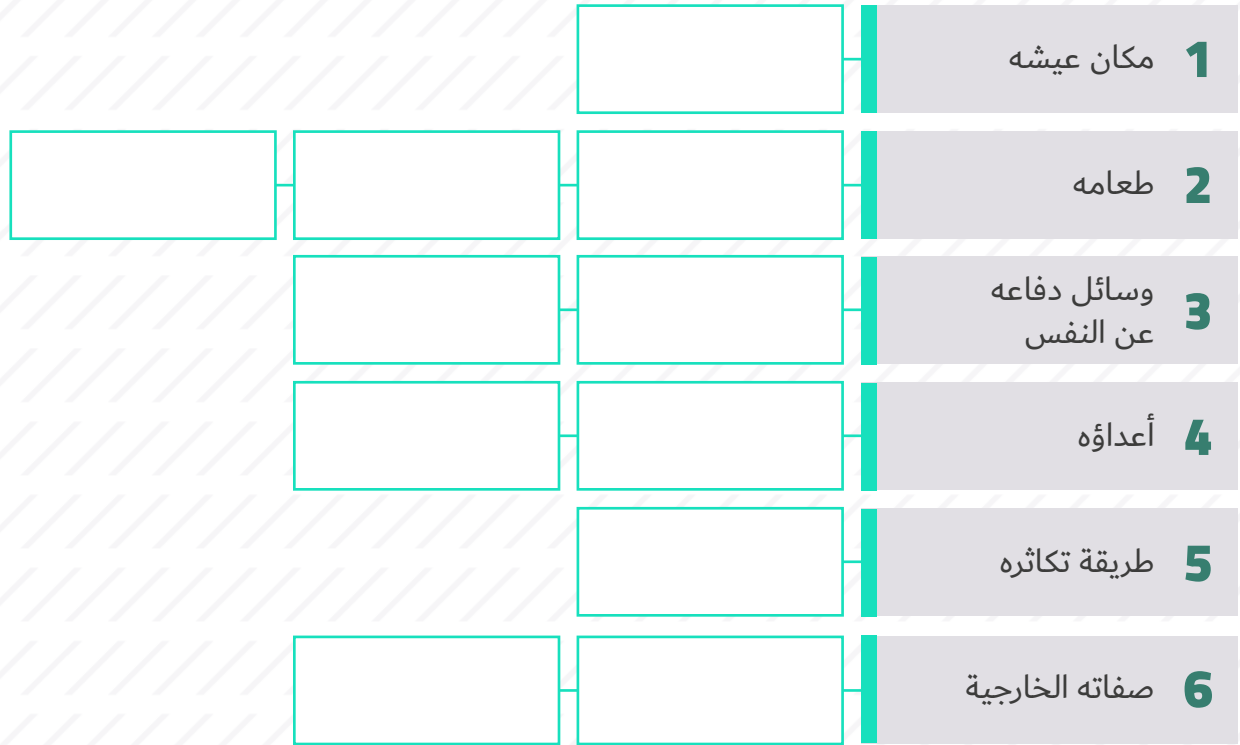 1 مكان عيشه
2 طعامه
3 وسائل دفاعه
عن النفس
4 أعداؤه
5 طريقة تكاثره
6 صفاته الخارجية